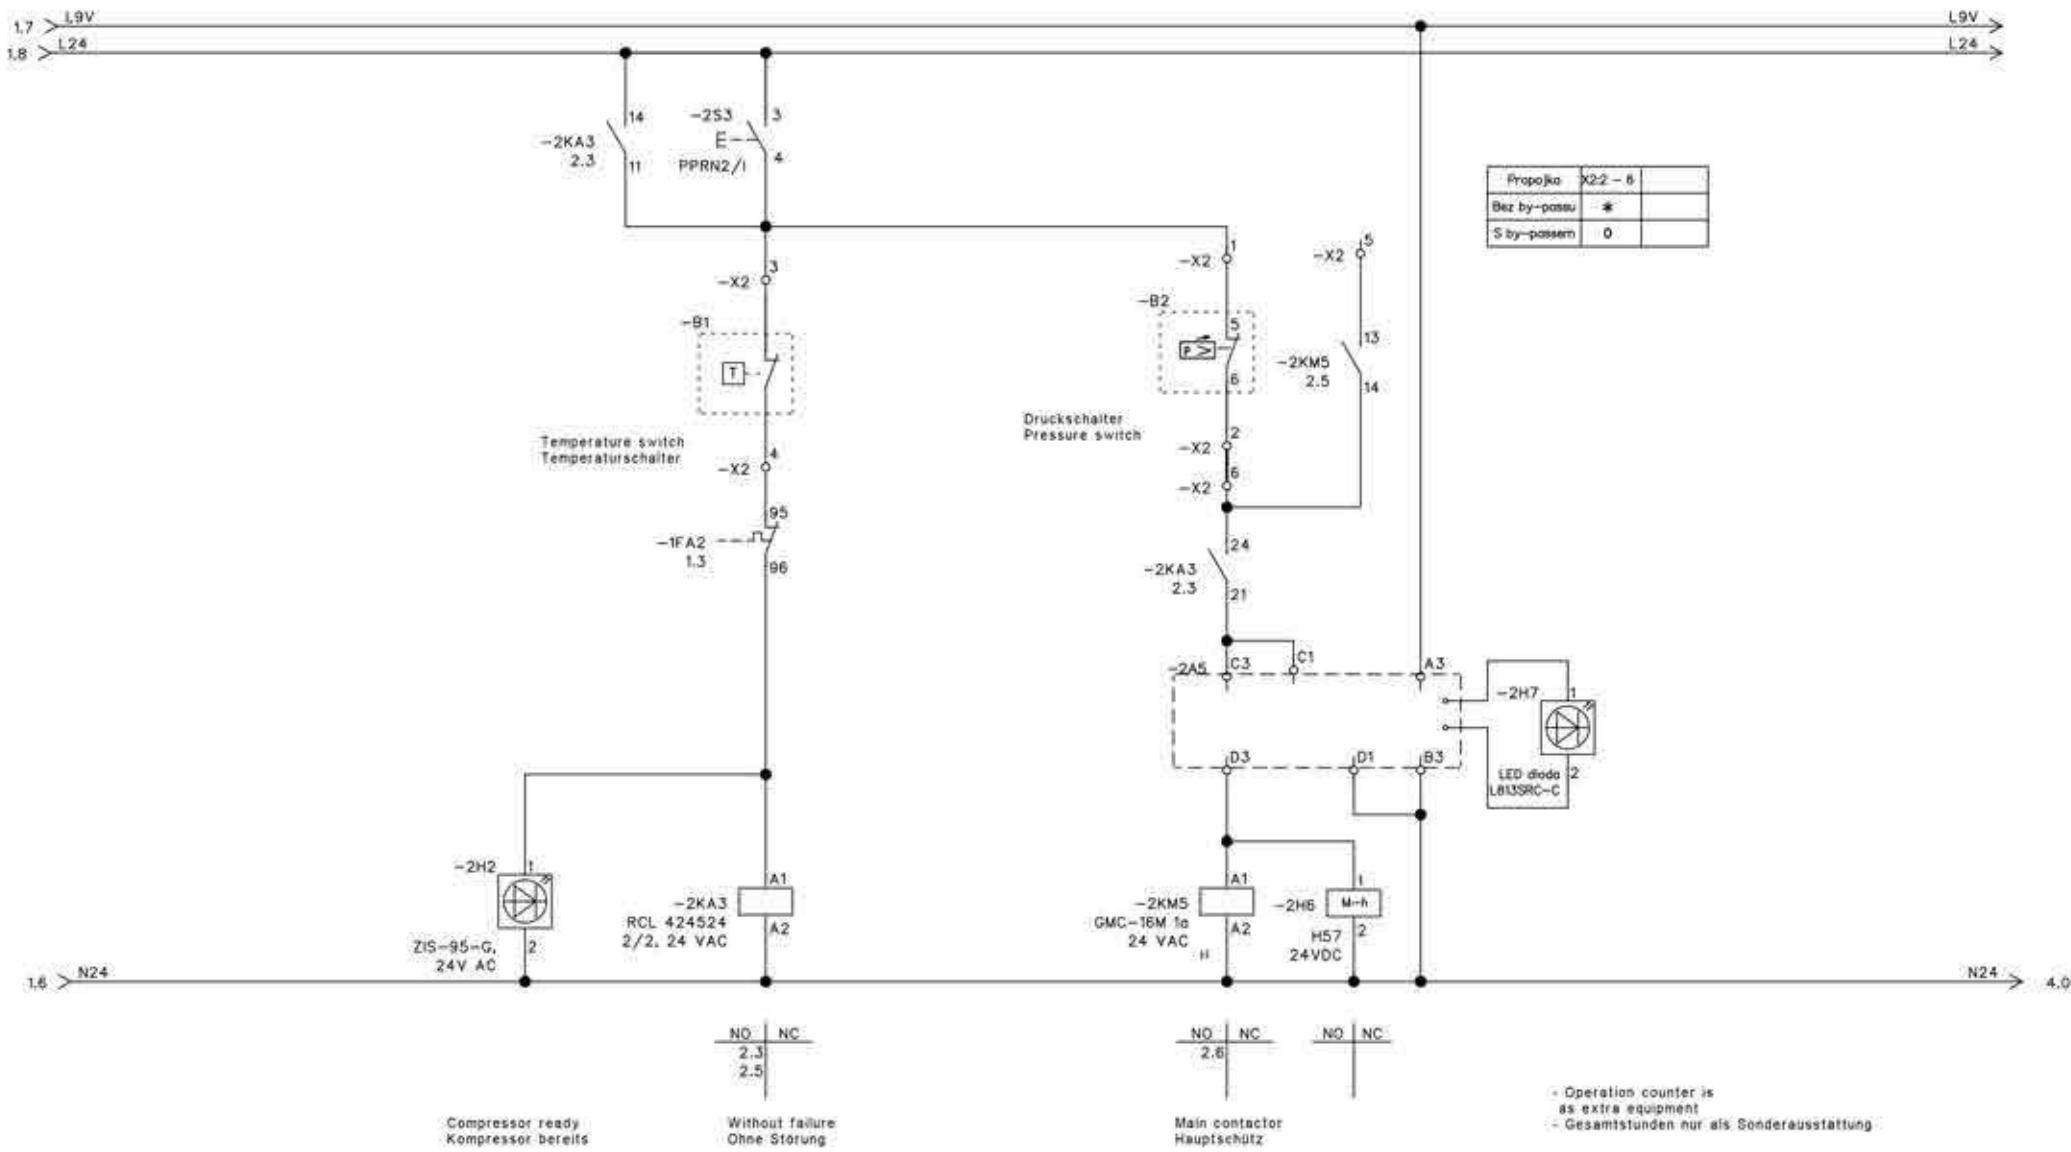 1.7
L9V
L9V
1.8
L24
L24
14
-2KA3
2.3
11
-2S3
3
E
4
PPRN2/I
Propojka X2:2 - 6
Bez by-passu *
S by-passem 0
3
-X2
1
-X2
5
-X2
-B1
T
-B2
5
P
6
-2KM5
2.5
13
14
Temperature switch
Temperaturschalter
Druckschalter
Pressure switch
4
-X2
2
-X2
6
-X2
95
-1FA2
1.3
96
24
-2KA3
2.3
21
-2A5
C3
C1
A3
-2H7
1
D3
D1
B3
LED dioda
L813SRC-C
2
-2H2
1
ZIS-95-G,
24V AC
2
A1
-2KA3
RCL 424524
2/2, 24 VAC
A2
A1
-2KM5
GMC-16M 1a
24 VAC
A2
H
1
-2H6
M-h
H57
24VDC
2
1.6
N24
N24
4.0
NO NC
2.3
2.5
NO NC
2.6
NO NC
Compressor ready
Kompressor bereits
Without failure
Ohne Störung
Main contactor
Hauptschütz
- Operation counter is
as extra equipment
- Gesamtstunden nur als Sonderausstattung